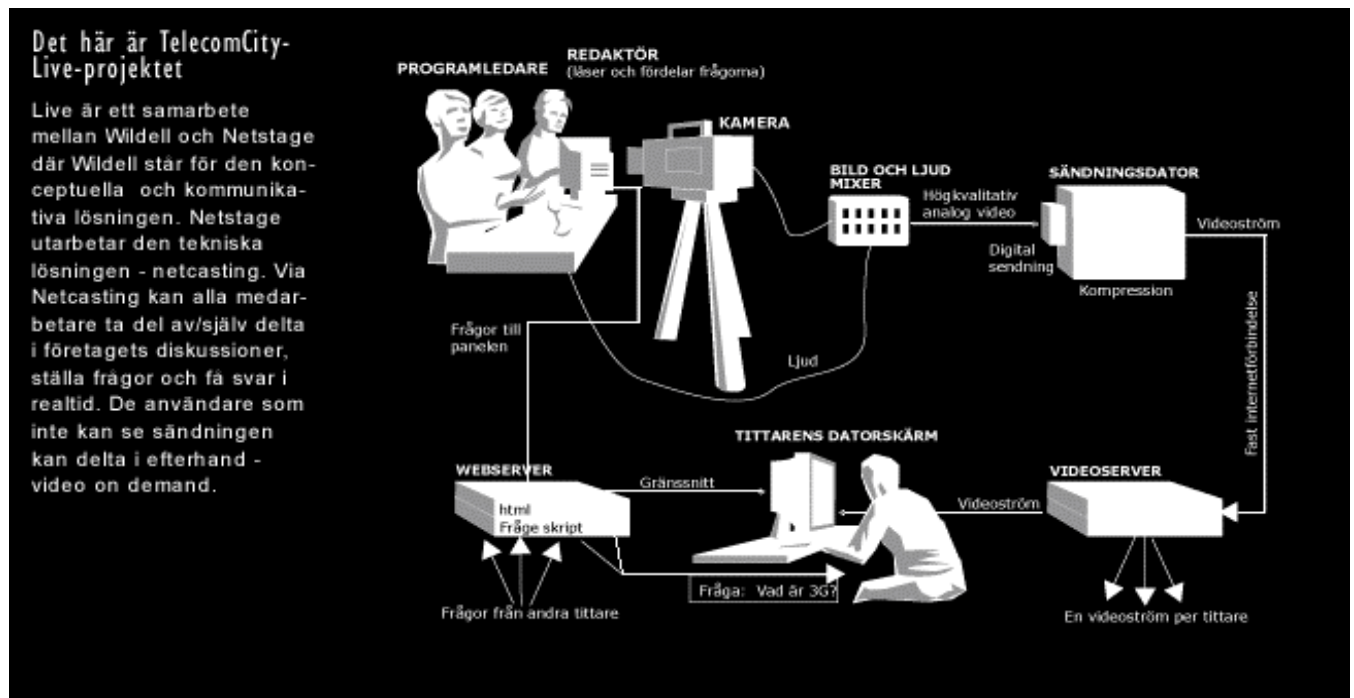 Det här är TelecomCity-
Live-projektet
Live är ett samarbete
mellan Wildell och Netstage
där Wildell står för den kon-
ceptuella och kommunika-
tiva lösningen. Netstage
utarbetar den tekniska
lösningen - netcasting. Via
Netcasting kan alla medar-
betare ta del av/själv delta
i företagets diskussioner,
ställa frågor och få svar i
realtid. De användare som
inte kan se sändningen
kan delta i efterhand -
video on demand.
PROGRAMLEDARE
REDAKTÖR
(läser och fördelar frågorna)
KAMERA
BILD OCH LJUD
MIXER
Högkvalitativ
analog video
SÄNDNINGSDATOR
Digital
sendning
Kompression
Videoström
Fast internetförbindelse
Frågor till
panelen
Ljud
TITTARENS DATORSKÄRM
WEBSERVER
html
Fråge skript
Gränssnitt
Videoström
VIDEOSERVER
Fråga: Vad är 3G?
Frågor från andra tittare
En videoström per tittare